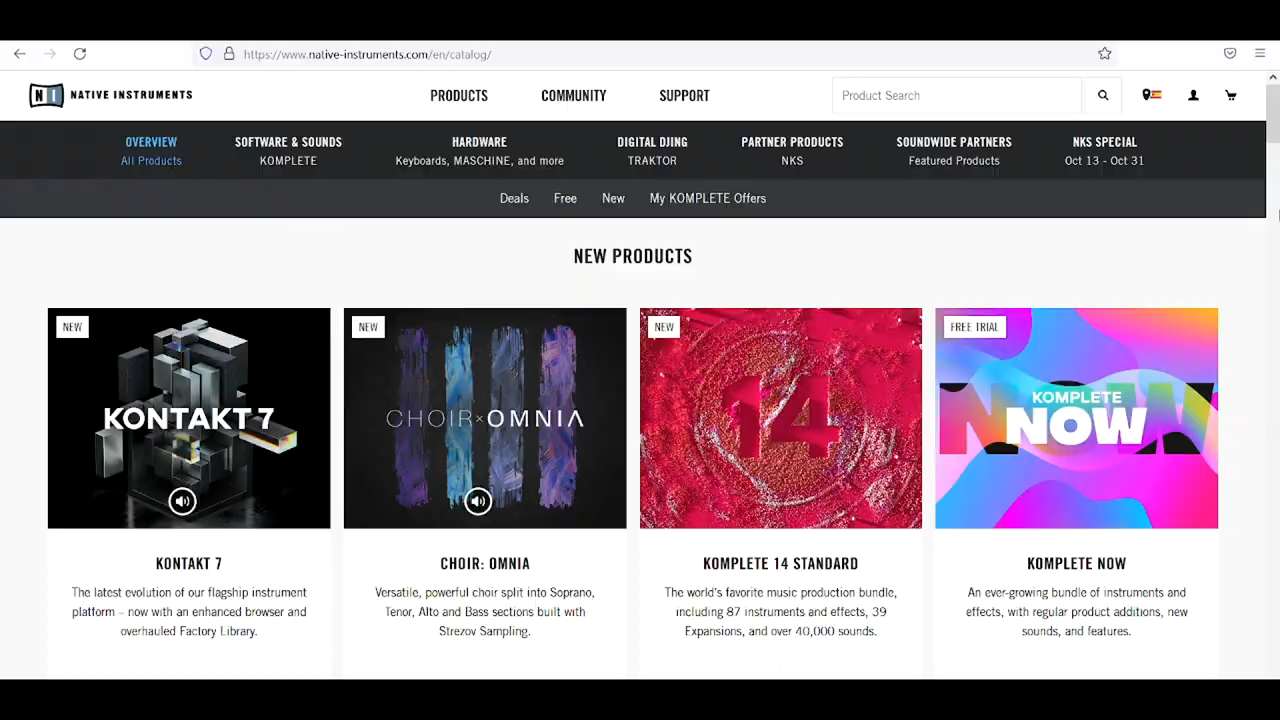 https://www.native-instruments.com/en/catalog/
NI NATIVE INSTRUMENTS
PRODUCTS COMMUNITY SUPPORT
Product Search
OVERVIEW SOFTWARE & SOUNDS HARDWARE DIGITAL DJING PARTNER PRODUCTS SOUNDWIDE PARTNERS NKS SPECIAL
All Products KOMPLETE Keyboards, MASCHINE, and more TRAKTOR NKS Featured Products Oct 13 - Oct 31
Deals Free New My KOMPLETE Offers
NEW PRODUCTS
NEW
KONTAKT 7
KONTAKT 7
The latest evolution of our flagship instrument
platform – now with an enhanced browser and
overhauled Factory Library.
NEW
CHOIR×OMNIA
CHOIR: OMNIA
Versatile, powerful choir split into Soprano,
Tenor, Alto and Bass sections built with
Strezov Sampling.
NEW
14
KOMPLETE 14 STANDARD
The world's favorite music production bundle,
including 87 instruments and effects, 39
Expansions, and over 40,000 sounds.
FREE TRIAL
KOMPLETE
NOW
KOMPLETE NOW
An ever-growing bundle of instruments and
effects, with regular product additions, new
sounds, and features.